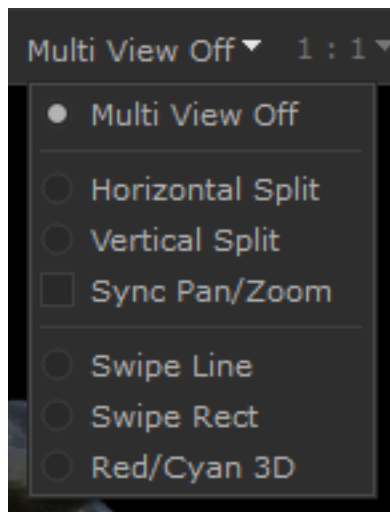 Multi View Off 1 : 1
Multi View Off
Horizontal Split
Vertical Split
Sync Pan/Zoom
Swipe Line
Swipe Rect
Red/Cyan 3D